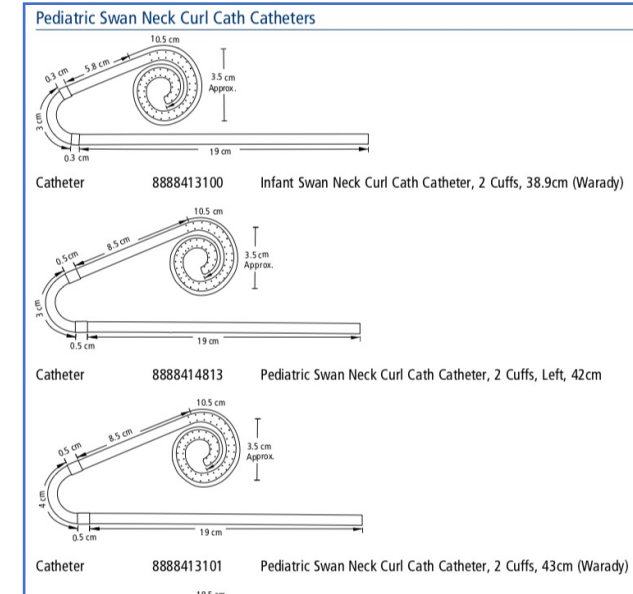 Pediatric Swan Neck Curl Cath Catheters
10.5 cm
0.3 cm
5.8 cm
3.5 cm
Approx.
3 cm
0.3 cm
19 cm
Catheter 8888413100 Infant Swan Neck Curl Cath Catheter, 2 Cuffs, 38.9cm (Warady)
10.5 cm
0.5cm
8.5 cm
3.5cm
Approx.
3 cm
0.5 cm
19 cm
Catheter 8888414813 Pediatric Swan Neck Curl Cath Catheter, 2 Cuffs, Left, 42cm
10.5 cm
0.5 cm
8.5 cm
3.5 cm
Approx.
4 cm
0.5 cm
19 cm
Catheter 8888413101 Pediatric Swan Neck Curl Cath Catheter, 2 Cuffs, 43cm (Warady)